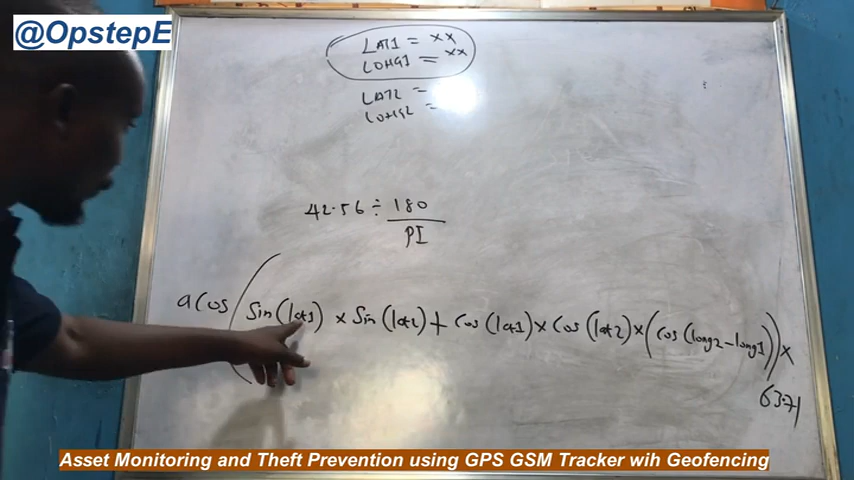 @OpstepE
LAT1 = xx
LONG1 = xx
LAT2 =
LONG2 =
42.56 ÷ 180
PI
acos (Sin(lat1) x Sin(lat2) + Cos(lat1) x Cos(lat2) x (cos(long2 - long1)) x
6371
Asset Monitoring and Theft Prevention using GPS GSM Tracker wih Geofencing